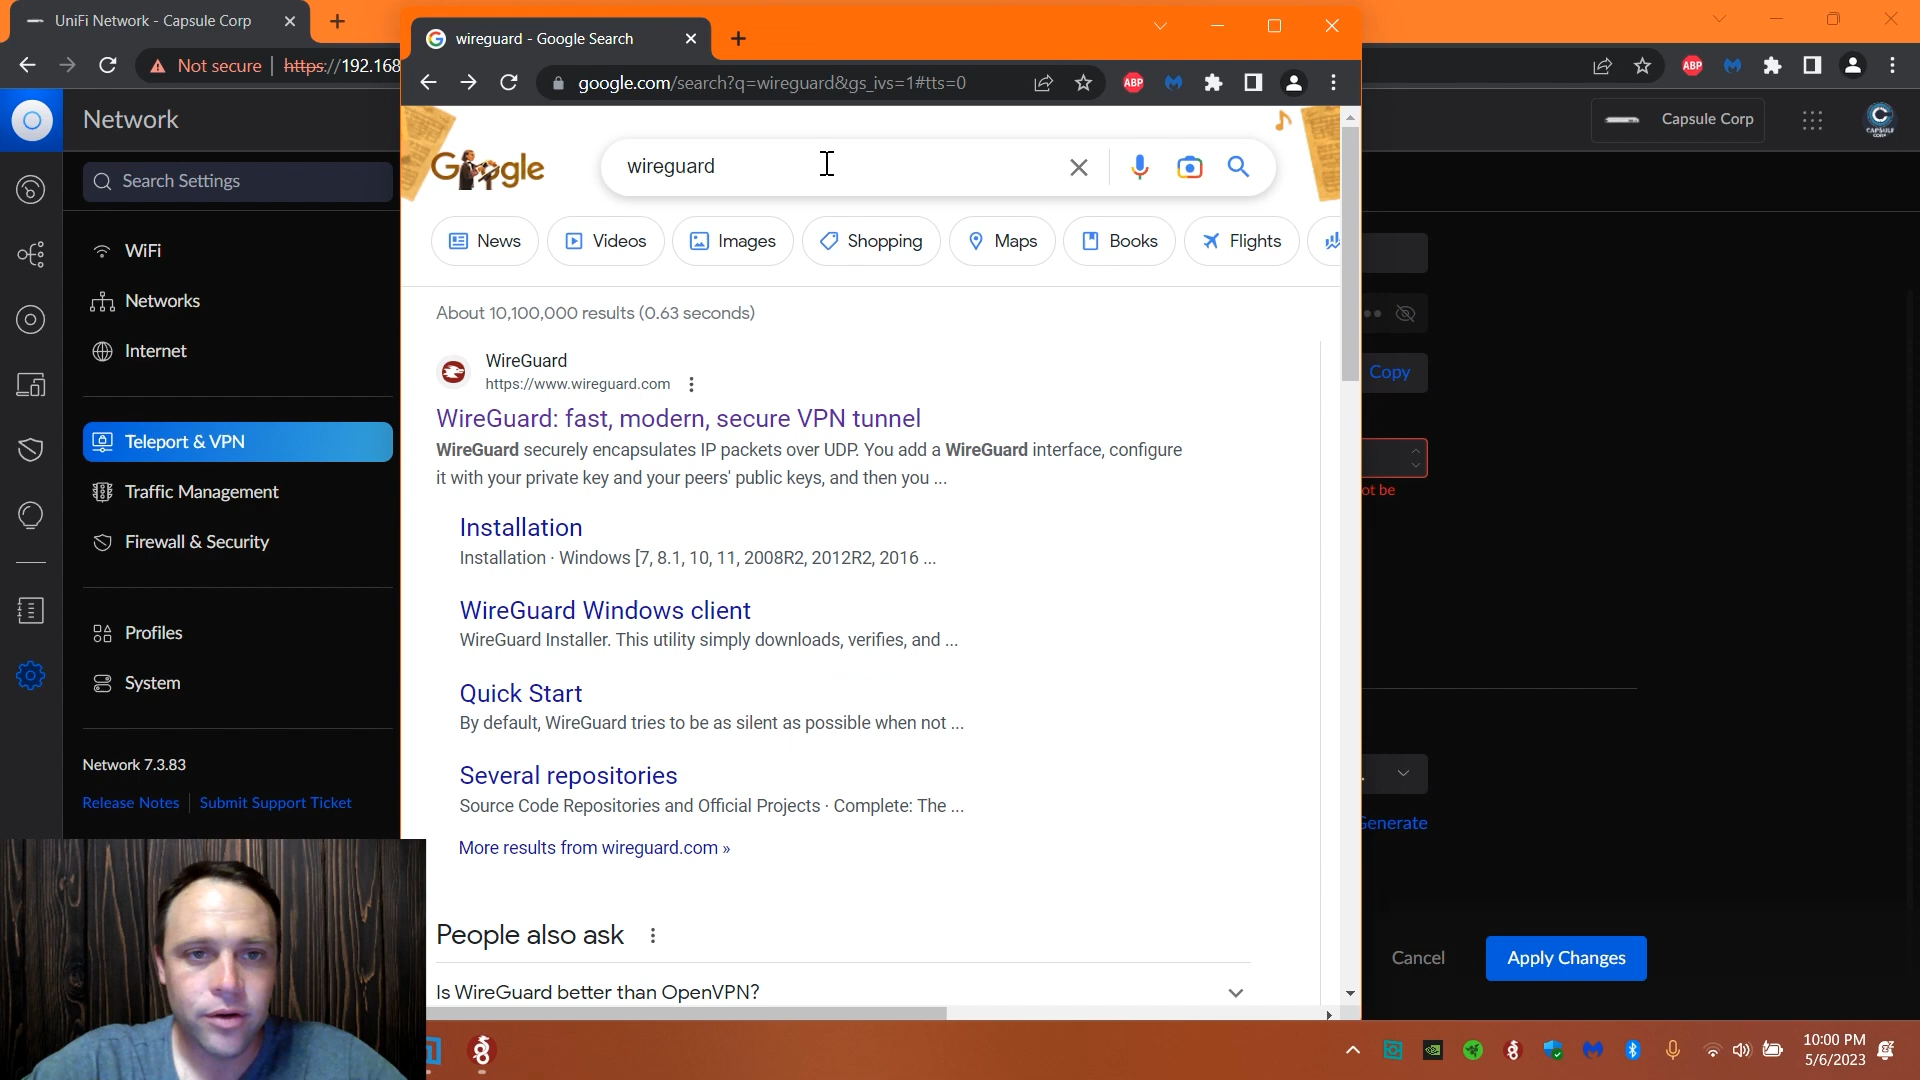 UniFi Network - Capsule Corp
wireguard - Google Search
Not secure
https://192.168
google.com/search?q=wireguard&gs_ivs=1#tts=0
ABP
ABP
Network
Capsule Corp
CAPSULE
CORP
Search Settings
Google
wireguard
WiFi
Networks
Internet
Teleport & VPN
Traffic Management
Firewall & Security
Profiles
System
Network 7.3.83
Release Notes
Submit Support Ticket
News
Videos
Images
Shopping
Maps
Books
Flights
About 10,100,000 results (0.63 seconds)
WireGuard
https://www.wireguard.com
WireGuard: fast, modern, secure VPN tunnel
WireGuard securely encapsulates IP packets over UDP. You add a WireGuard interface, configure
it with your private key and your peers' public keys, and then you ...
Installation
Installation · Windows [7, 8.1, 10, 11, 2008R2, 2012R2, 2016 ...
WireGuard Windows client
WireGuard Installer. This utility simply downloads, verifies, and ...
Quick Start
By default, WireGuard tries to be as silent as possible when not ...
Several repositories
Source Code Repositories and Official Projects · Complete: The ...
More results from wireguard.com »
People also ask
Is WireGuard better than OpenVPN?
Copy
ot be
Generate
Cancel
Apply Changes
10:00 PM
5/6/2023